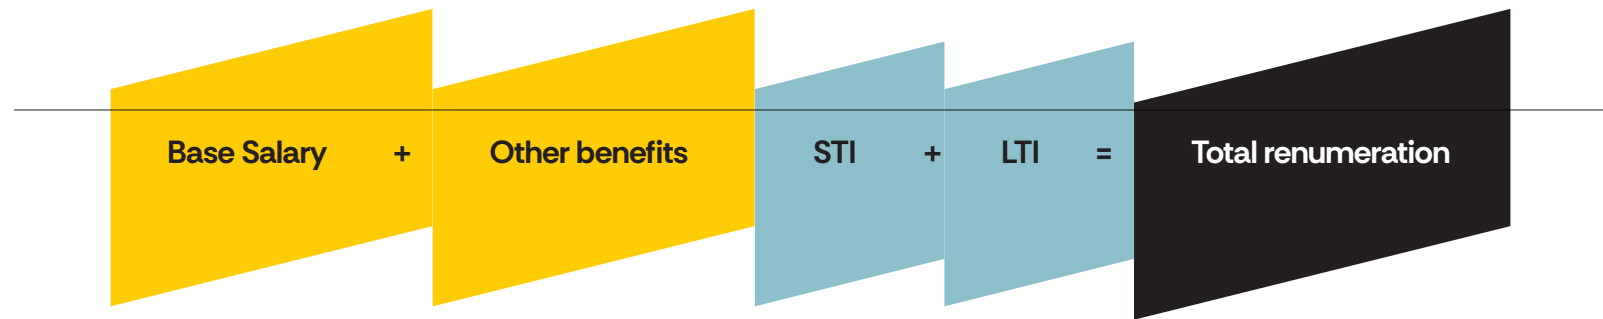 Base Salary + Other benefits STI + LTI = Total renumeration